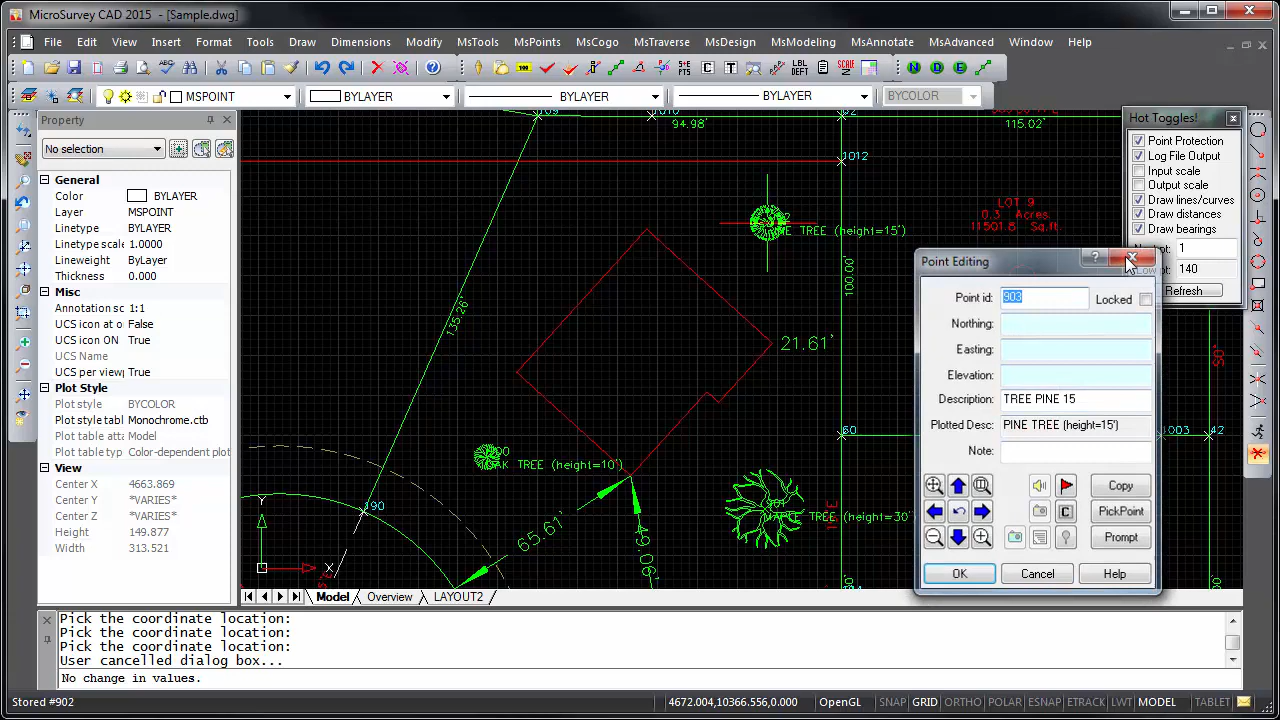 MicroSurvey CAD 2015 - [Sample.dwg]
File Edit View Insert Format Tools Draw Dimensions Modify MsTools MsPoints MsCogo MsTraverse MsDesign MsModeling MsAnnotate MsAdvanced Window Help
MSPOINT BYLAYER BYLAYER BYLAYER BYCOLOR
Property
No selection
General
Color BYLAYER
Layer MSPOINT
Linetype BYLAYER
Linetype scale 1.0000
Lineweight ByLayer
Thickness 0.000
Misc
Annotation s 1:1
UCS icon at o False
UCS icon ON True
UCS Name
UCS per viewp True
Plot Style
Plot style BYCOLOR
Plot style table Monochrome.ctb
Plot table atta Model
Plot table type Color-dependent plot
View
Center X 4663.869
Center Y *VARIES*
Center Z *VARIES*
Height 149.877
Width 313.521
94.98'
115.02'
1012
LOT 9
0.3 Acres
11501.8 Sq.ft
TREE (height=15')
135.26'
100.00'
21.61'
OAK TREE (height=10')
60
1003
42
TREE (height=30')
190
65.61'
49.06'
Y
X
Hot Toggles!
Point Protection
Log File Output
Input scale
Output scale
Draw lines/curves
Draw distances
Draw bearings
1
140
Refresh
Point Editing
Point id: 903 Locked
Northing:
Easting:
Elevation:
Description: TREE PINE 15
Plotted Desc: PINE TREE (height=15')
Note:
Copy
PickPoint
Prompt
OK Cancel Help
Model Overview LAYOUT2
Pick the coordinate location:
Pick the coordinate location:
Pick the coordinate location:
User cancelled dialog box...
No change in values.
Stored #902 4672.004,10366.556,0.000 OpenGL SNAP GRID ORTHO POLAR ESNAP ETRACK LWT MODEL TABLET